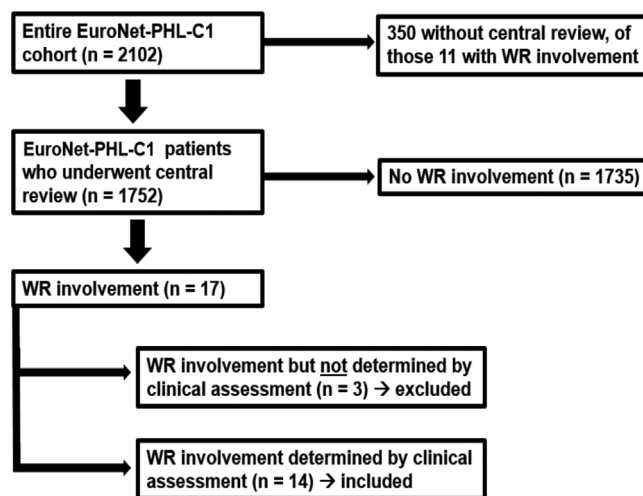 Entire EuroNet-PHL-C1
cohort (n = 2102)
350 without central review, of
those 11 with WR involvement
EuroNet-PHL-C1 patients
who underwent central
review (n = 1752)
No WR involvement (n = 1735)
WR involvement (n = 17)
WR involvement but not determined by
clinical assessment (n = 3) → excluded
WR involvement determined by clinical
assessment (n = 14) → included